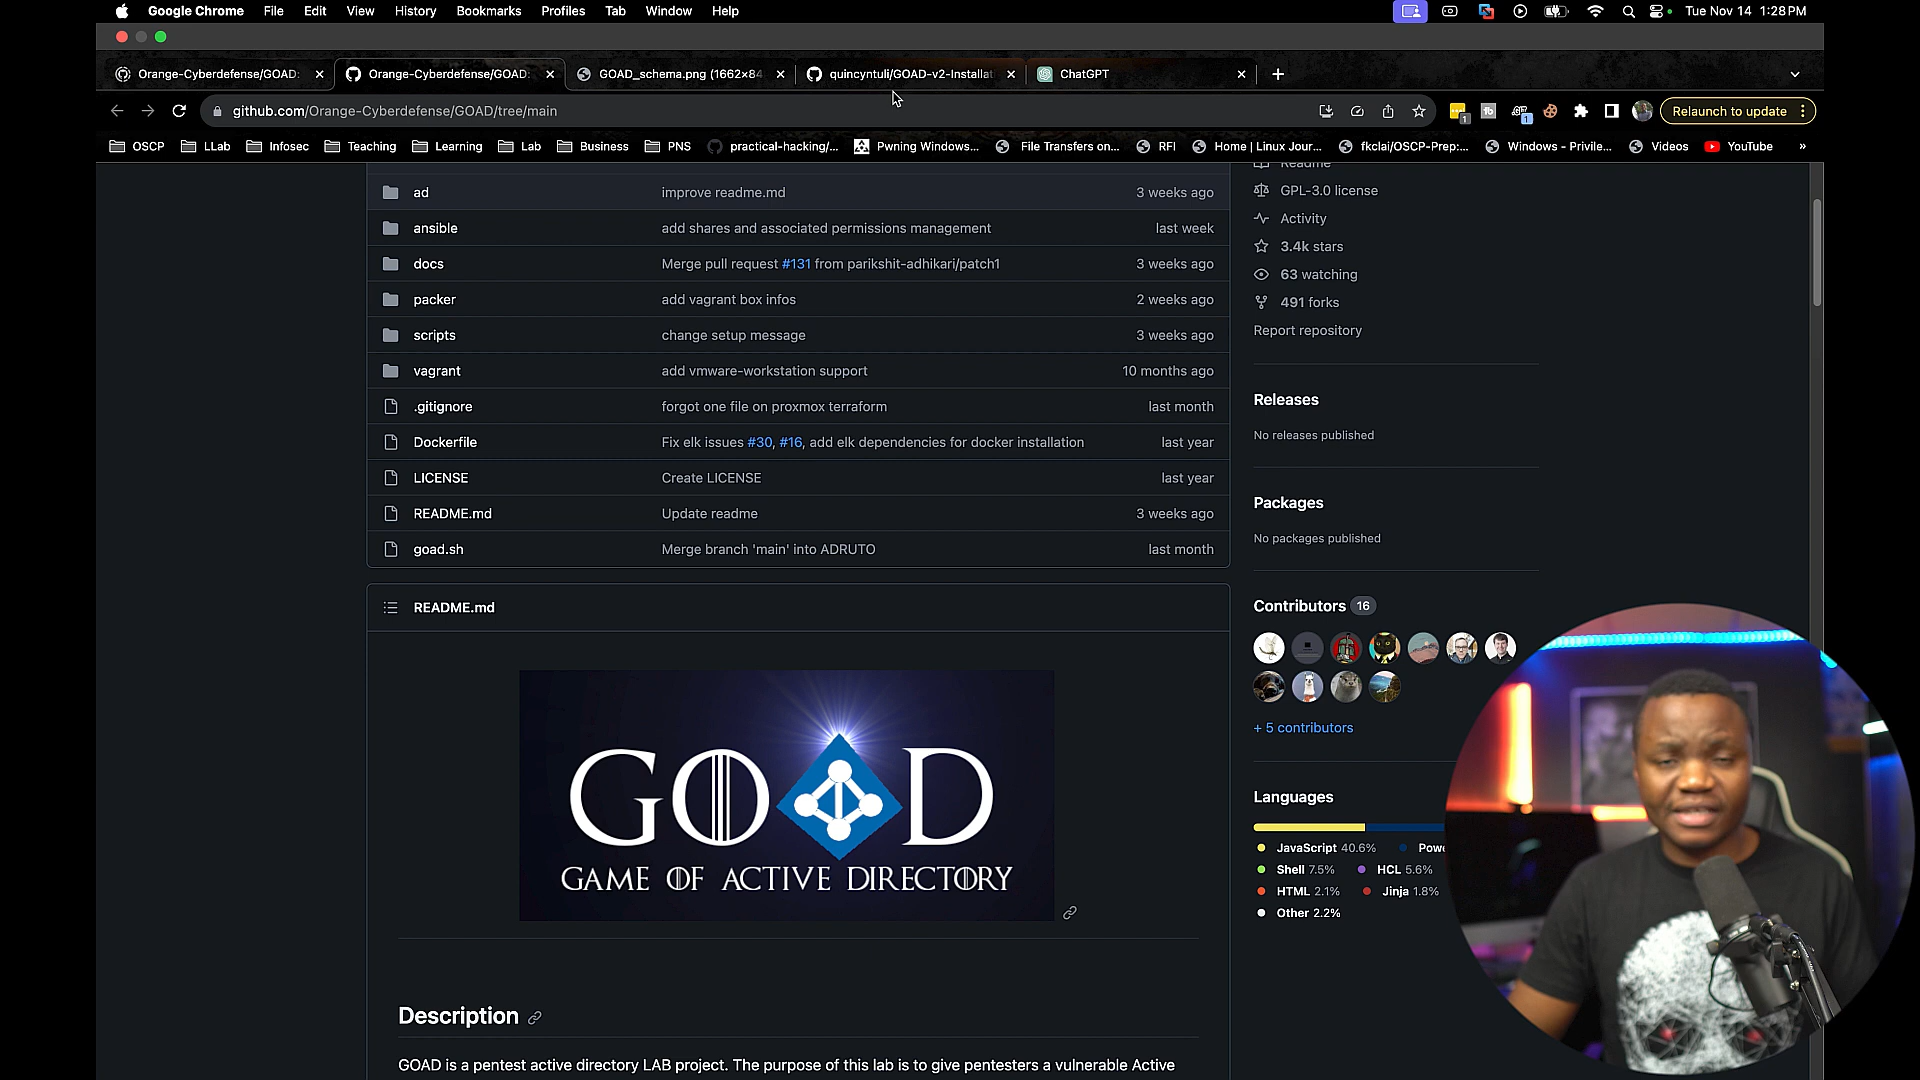 Google Chrome File Edit View History Bookmarks Profiles Tab Window Help Tue Nov 14 1:28 PM
Orange-Cyberdefense/GOAD: Orange-Cyberdefense/GOAD: GOAD_schema.png (1662×84 quincyntuli/GOAD-v2-Installat ChatGPT
github.com/Orange-Cyberdefense/GOAD/tree/main 1 1 Relaunch to update
OSCP LLab Infosec Teaching Learning Lab Business PNS practical-hacking/... Pwning Windows... File Transfers on... RFI Home | Linux Jour... fkclai/OSCP-Prep:... Windows - Privile... Videos YouTube »
Readme
ad improve readme.md 3 weeks ago
GPL-3.0 license
ansible add shares and associated permissions management last week
Activity
3.4k stars
docs Merge pull request #131 from parikshit-adhikari/patch1 3 weeks ago
63 watching
packer add vagrant box infos 2 weeks ago
491 forks
scripts change setup message 3 weeks ago
Report repository
vagrant add vmware-workstation support 10 months ago
.gitignore forgot one file on proxmox terraform last month
Dockerfile Fix elk issues #30, #16, add elk dependencies for docker installation last year
LICENSE Create LICENSE last year
README.md Update readme 3 weeks ago
goad.sh Merge branch 'main' into ADRUTO last month
Releases
No releases published
Packages
No packages published
README.md
GOAD
GAME OF ACTIVE DIRECTORY
Contributors 16
+ 5 contributors
Languages
JavaScript 40.6% Powe
Shell 7.5% HCL 5.6%
HTML 2.1% Jinja 1.8%
Other 2.2%
Description
GOAD is a pentest active directory LAB project. The purpose of this lab is to give pentesters a vulnerable Active